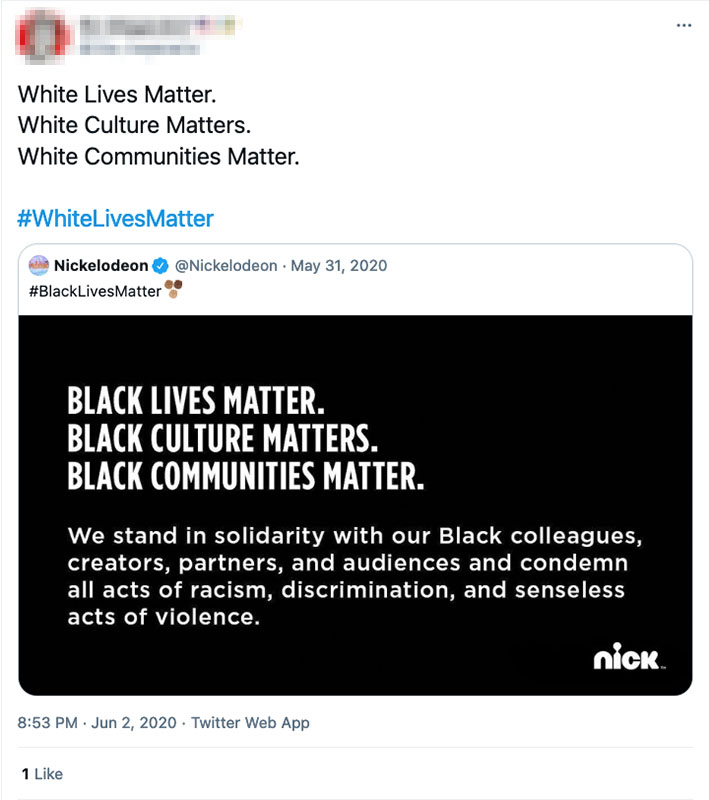 White Lives Matter.
White Culture Matters.
White Communities Matter.
#WhiteLivesMatter
Nickelodeon @Nickelodeon · May 31, 2020
#BlackLivesMatter
BLACK LIVES MATTER.
BLACK CULTURE MATTERS.
BLACK COMMUNITIES MATTER.
We stand in solidarity with our Black colleagues,
creators, partners, and audiences and condemn
all acts of racism, discrimination, and senseless
acts of violence.
nick
8:53 PM · Jun 2, 2020 · Twitter Web App
1 Like